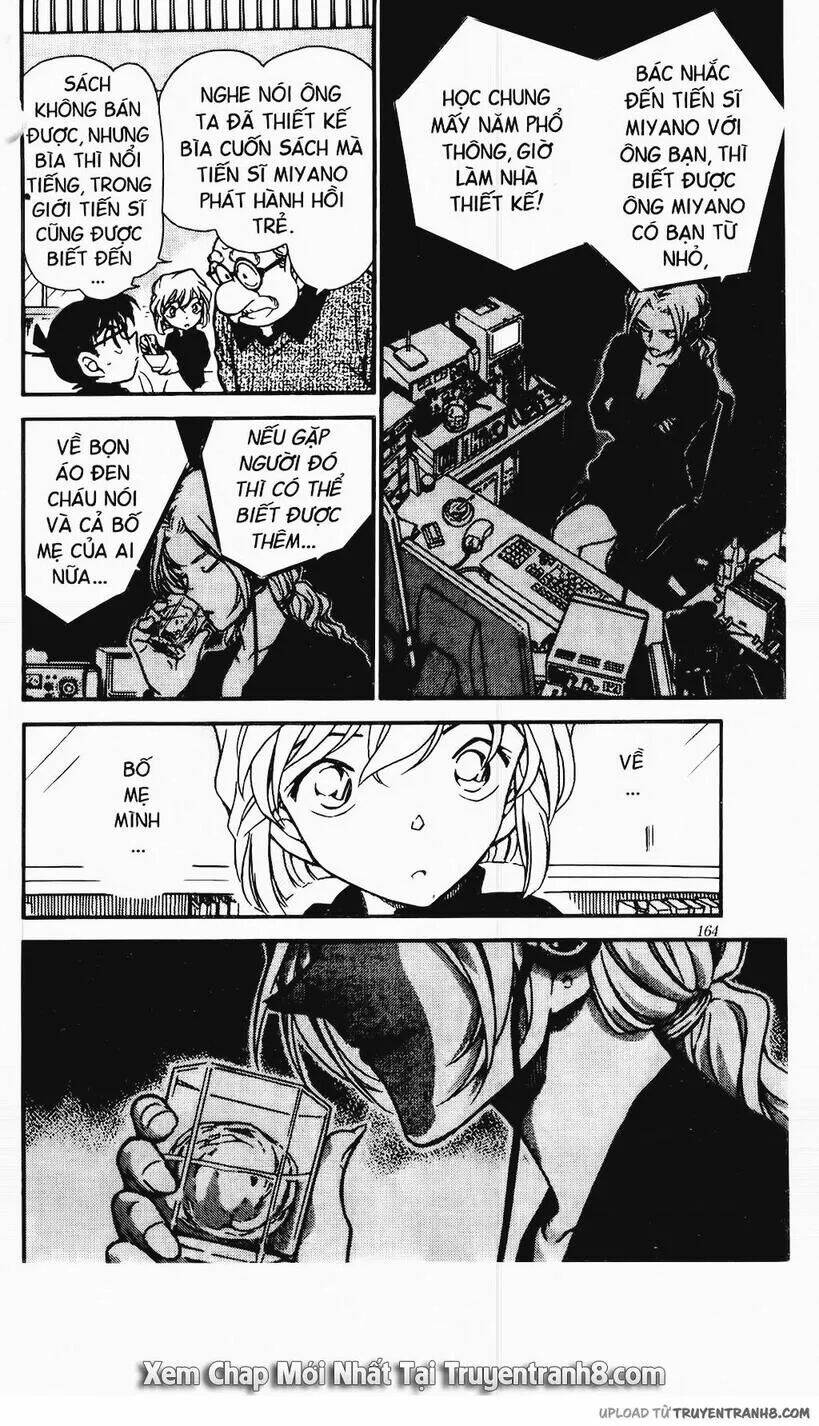 BÁC NHẮC
ĐẾN TIẾN SĨ
MIYANO VỚI
ÔNG BẠN, THÌ
BIẾT ĐƯỢC
ÔNG MIYANO
CÓ BẠN TỪ
NHỎ,
HỌC CHUNG
MẤY NĂM PHỔ
THÔNG, GIỜ
LÀM NHÀ
THIẾT KẾ!
NGHE NÓI ÔNG
TA ĐÃ THIẾT KẾ
BÌA CUỐN SÁCH MÀ
TIẾN SĨ MIYANO
PHÁT HÀNH HỒI
TRẺ.
SÁCH
KHÔNG BÁN
ĐƯỢC, NHƯNG
BÌA THÌ NỔI
TIẾNG, TRONG
GIỚI TIẾN SĨ
CŨNG ĐƯỢC
BIẾT ĐẾN
...
NẾU GẶP
NGƯỜI ĐÓ
THÌ CÓ THỂ
BIẾT ĐƯỢC
THÊM...
VỀ BỌN
ÁO ĐEN
CHÁU NÓI
VÀ CẢ BỐ
MẸ CỦA AI
NỮA...
VỀ
...
BỐ
MẸ
MÌNH
...
164
Xem Chap Mới Nhất Tại Truyentranh8.com
UPLOAD TỪ TRUYENTRANH8.COM